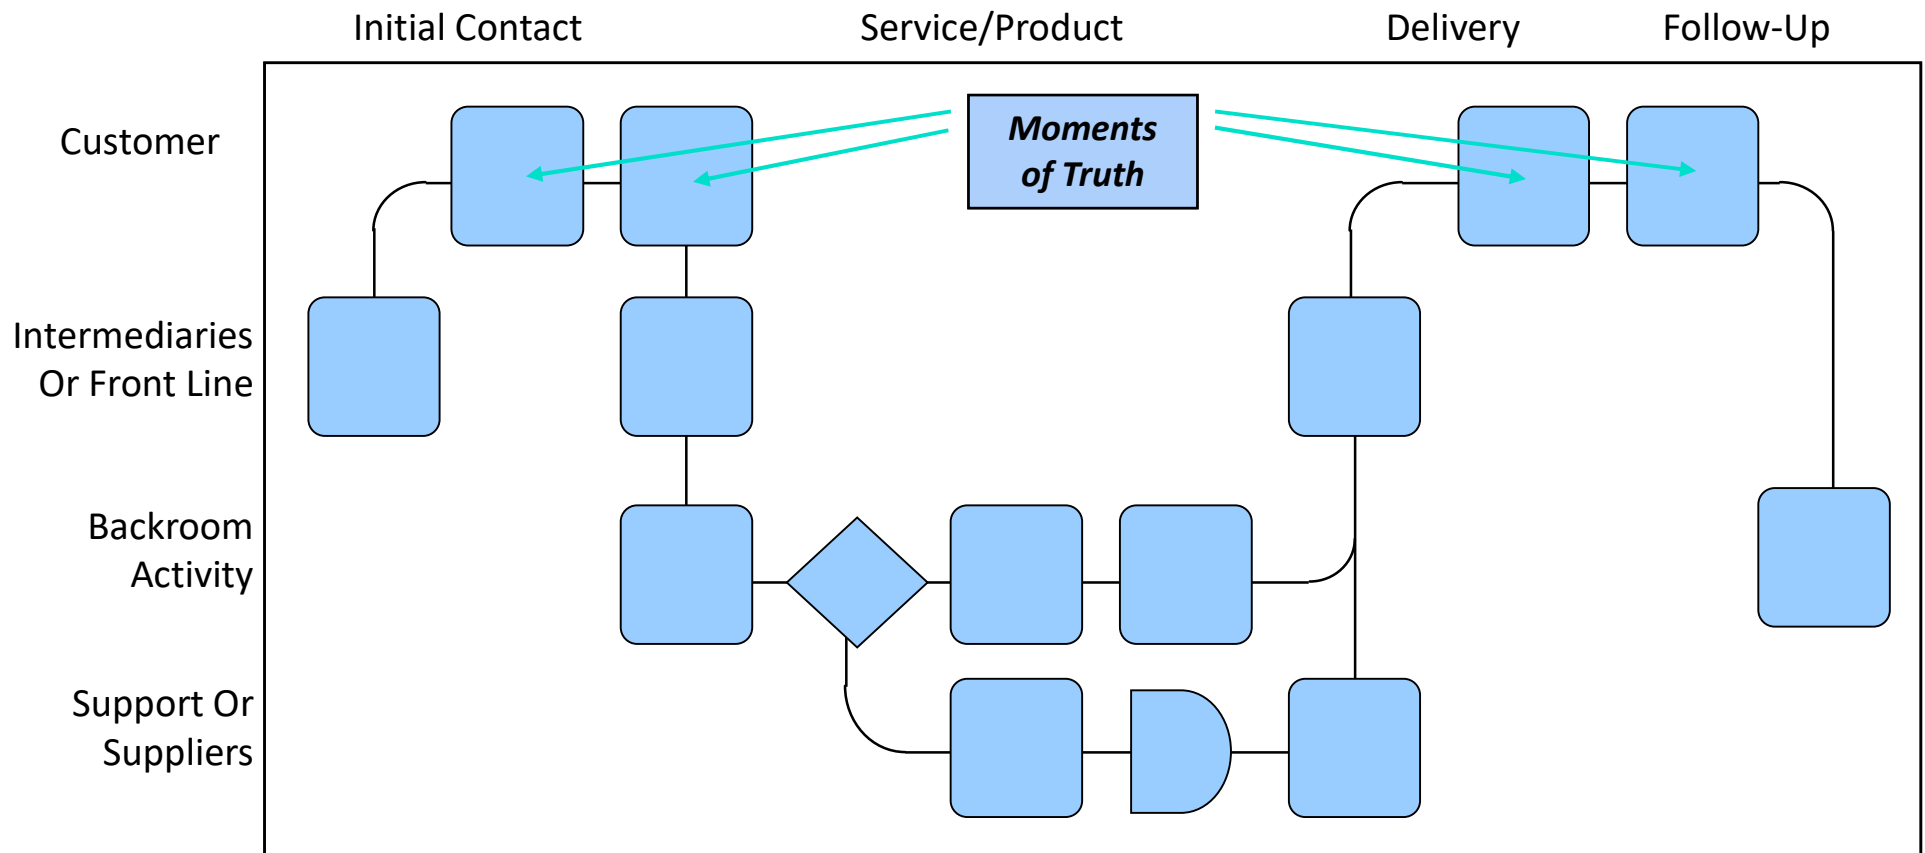 Initial Contact
Service/Product
Delivery
Follow-Up
Customer
Moments
of Truth
Intermediaries
Or Front Line
Backroom
Activity
Support Or
Suppliers